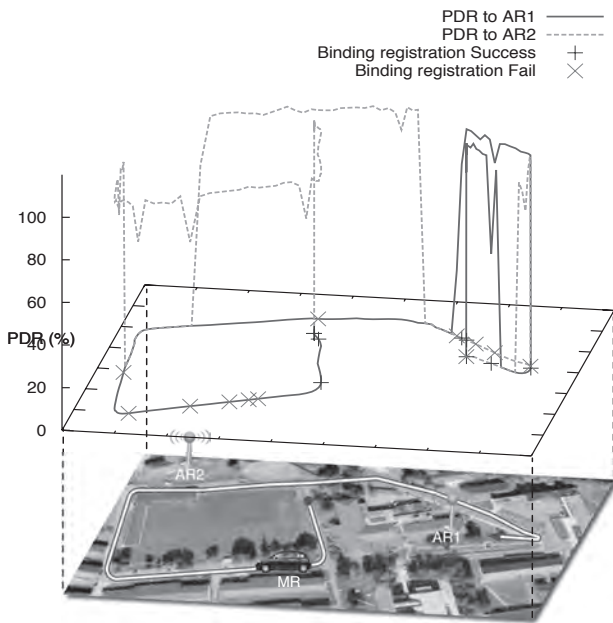 PDR to AR1
PDR to AR2
Binding registration Success
Binding registration Fail
100
80
60
PDR (%)
40
20
0
AR2
AR1
MR